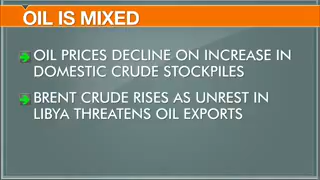 OIL IS MIXED
OIL PRICES DECLINE ON INCREASE IN
DOMESTIC CRUDE STOCKPILES
BRENT CRUDE RISES AS UNREST IN
LIBYA THREATENS OIL EXPORTS